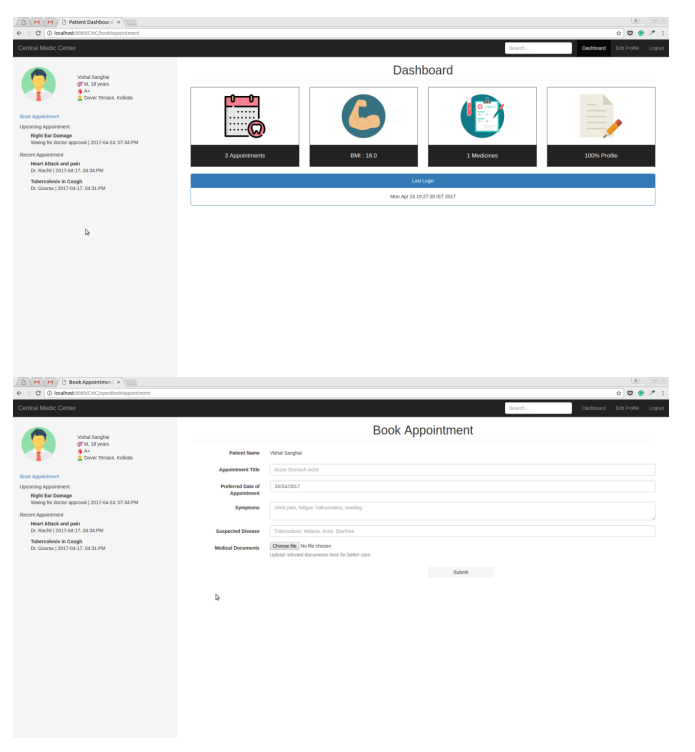 Patient Dashboard
localhost:8080/CMC/bookAppointment
Central Medic Center
Search...
Dashboard
Edit Profile
Logout
Vishal Sanghai
M, 18 years
A+
Dover Terrace, Kolkata
Book Appointment
Upcoming Appointment
Right Ear Damage
Waiting for doctor approval | 2017-04-24, 07:34:PM
Recent Appointment
Heart Attack and pain
Dr. Rachit | 2017-04-17, 04:34:PM
Tubercolosis in Cough
Dr. Gourav | 2017-04-17, 04:31:PM
Dashboard
3 Appointments
BMI : 18.0
1 Medicines
100% Profile
Last Login
Mon Apr 24 19:27:30 IST 2017
Book Appointment
localhost:8080/CMC/openBookAppointment
Central Medic Center
Search...
Dashboard
Edit Profile
Logout
Vishal Sanghai
M, 18 years
A+
Dover Terrace, Kolkata
Book Appointment
Upcoming Appointment
Right Ear Damage
Waiting for doctor approval | 2017-04-24, 07:34:PM
Recent Appointment
Heart Attack and pain
Dr. Rachit | 2017-04-17, 04:34:PM
Tubercolosis in Cough
Dr. Gourav | 2017-04-17, 04:31:PM
Book Appointment
Patient Name
Vishal Sanghai
Appointment Title
Acute Stomach Ache
Preferred Date of
Appointment
24/04/2017
Symptoms
chest pain, fatigue, hallucination, swelling
Suspected Disease
Tuberculosis, Malaria, Acne, Diarrhea
Medical Documents
Choose file No file chosen
Upload relevant documents here for better care.
Submit